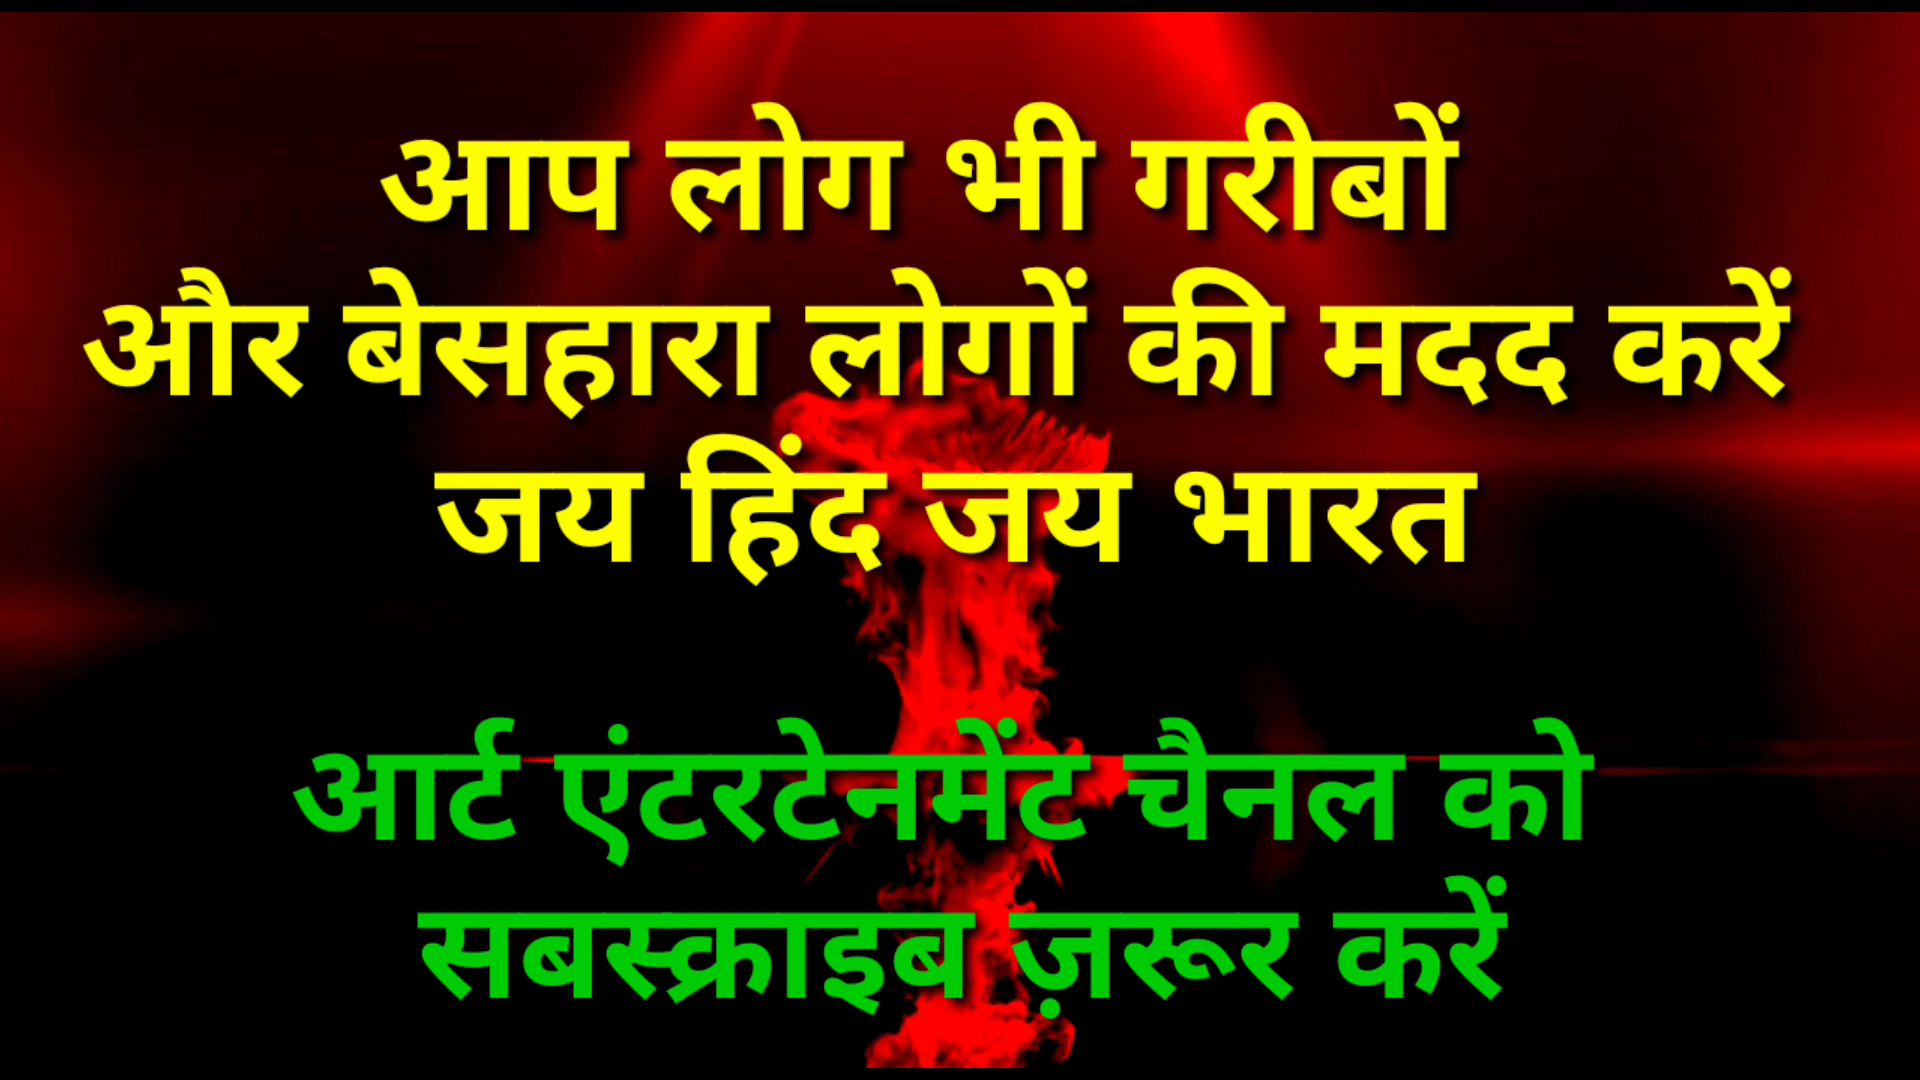 आप लोग भी गरीबों
और बेसहारा लोगों की मदद करें
जय हिंद जय भारत
आर्ट एंटरटेनमेंट चैनल को
सबस्क्राइब ज़रूर करें